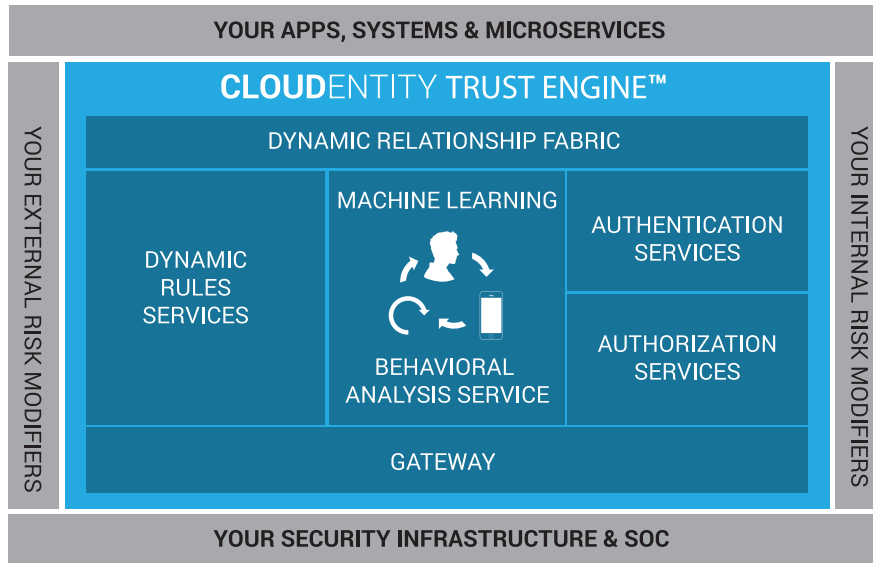 YOUR APPS, SYSTEMS & MICROSERVICES
YOUR EXTERNAL RISK MODIFIERS
CLOUDENTITY TRUST ENGINE™
DYNAMIC RELATIONSHIP FABRIC
DYNAMIC
RULES
SERVICES
MACHINE LEARNING
BEHAVIORAL
ANALYSIS SERVICE
AUTHENTICATION
SERVICES
AUTHORIZATION
SERVICES
GATEWAY
YOUR INTERNAL RISK MODIFIERS
YOUR SECURITY INFRASTRUCTURE & SOC